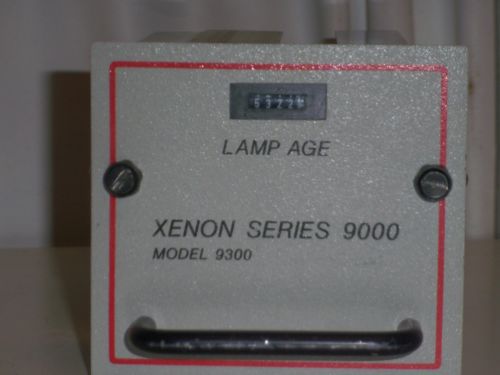 LAMP AGE
XENON SERIES 9000
MODEL 9300